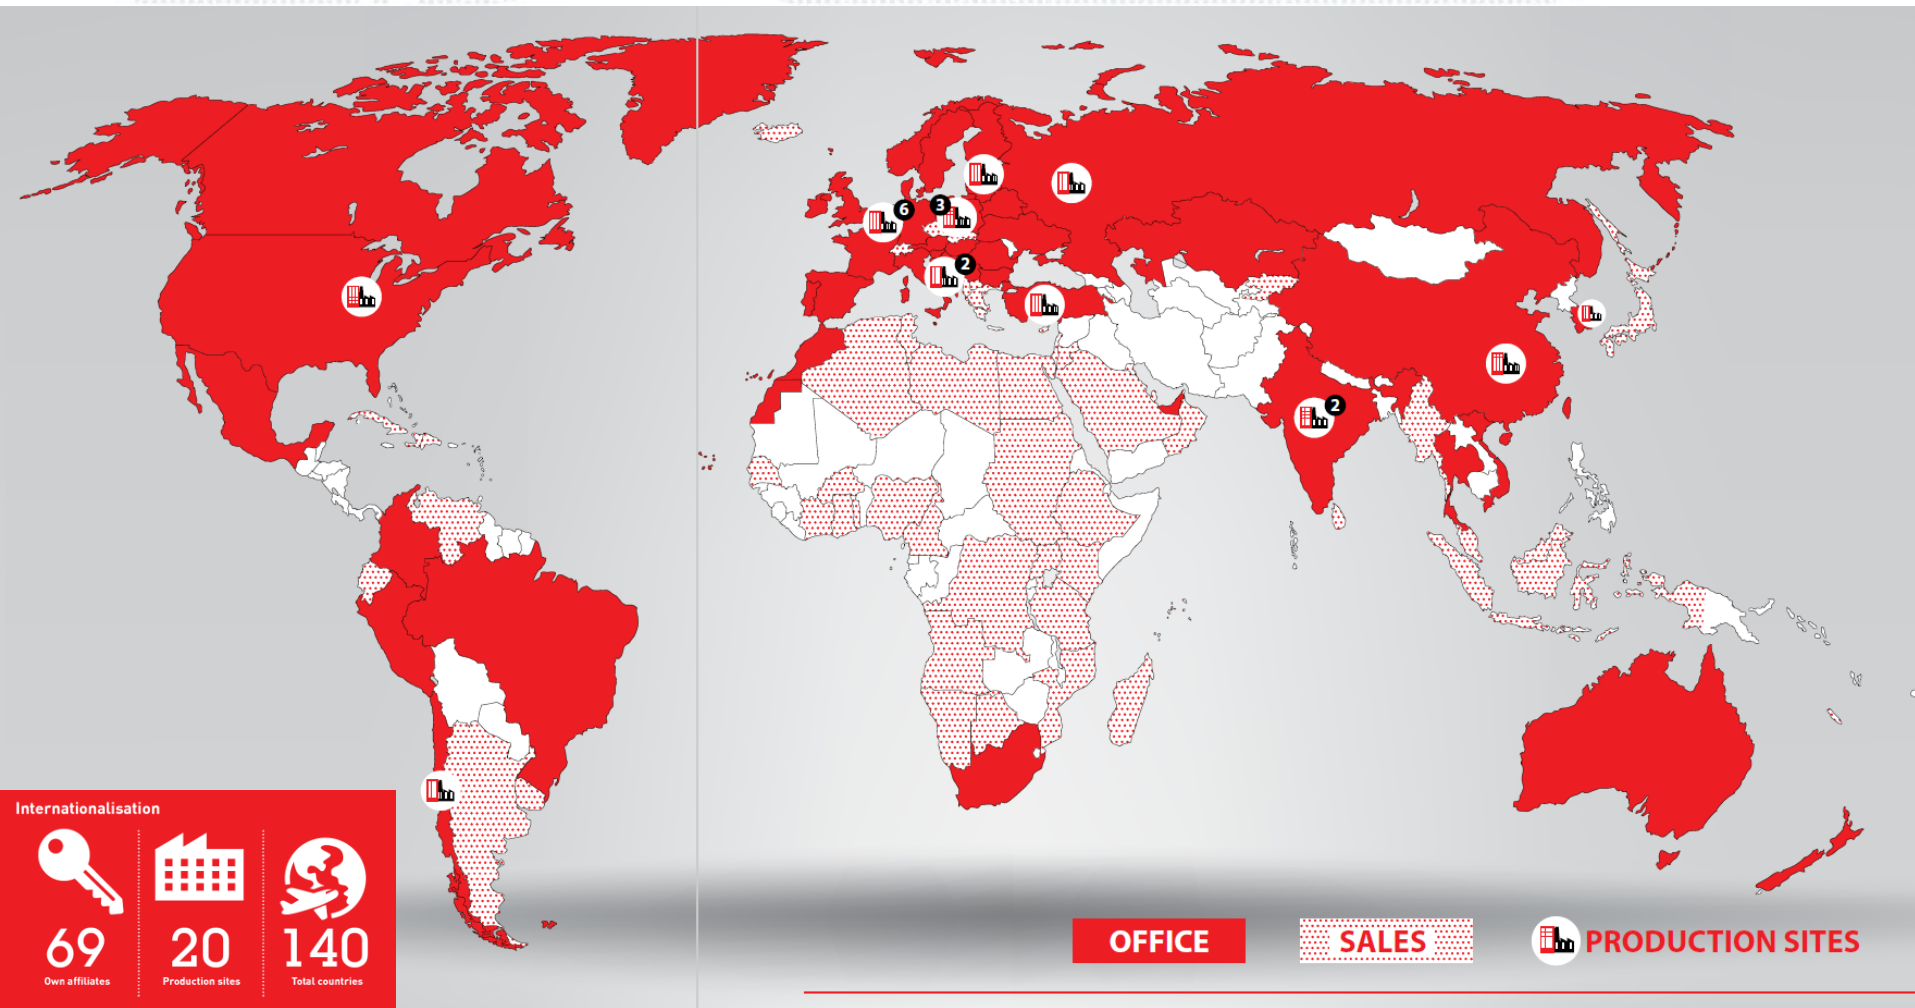 6
3
2
2
Internationalisation
69
Own affiliates
20
Production sites
140
Total countries
OFFICE
SALES
PRODUCTION SITES